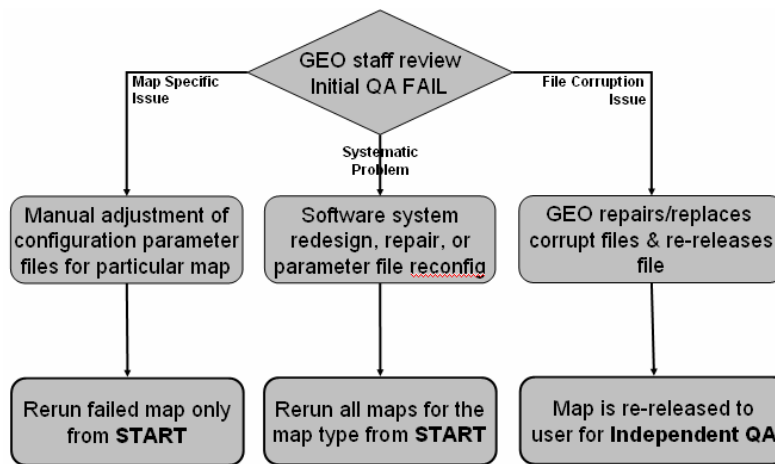 GEO staff review
Initial QA FAIL
Map Specific
Issue
Systematic
Problem
File Corruption
Issue
Manual adjustment of
configuration parameter
files for particular map
Software system
redesign, repair, or
parameter file reconfig
GEO repairs/replaces
corrupt files & re-releases
file
Rerun failed map only
from START
Rerun all maps for the
map type from START
Map is re-released to
user for Independent QA